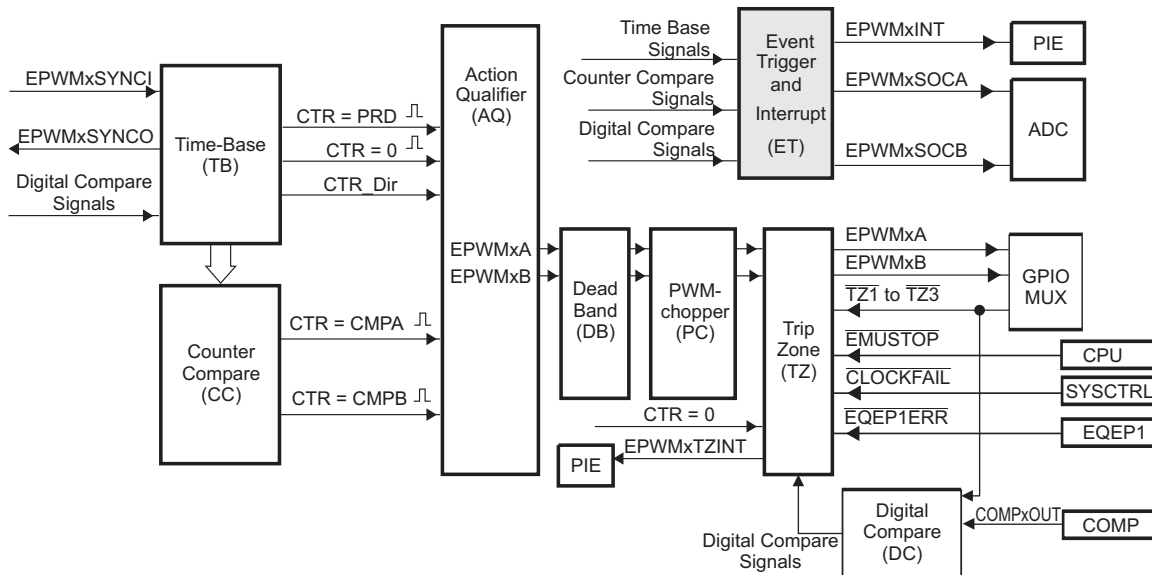 EPWMxSYNCI
EPWMxSYNCO
Digital Compare
Signals
Time-Base
(TB)
CTR = PRD
CTR = 0
CTR_Dir
Counter
Compare
(CC)
CTR = CMPA
CTR = CMPB
Action
Qualifier
(AQ)
EPWMxA
EPWMxB
Time Base
Signals
Counter Compare
Signals
Digital Compare
Signals
Event
Trigger
and
Interrupt
(ET)
EPWMxINT
EPWMxSOCA
EPWMxSOCB
PIE
ADC
Dead
Band
(DB)
PWM-
chopper
(PC)
Trip
Zone
(TZ)
EPWMxA
EPWMxB
TZ1 to TZ3
EMUSTOP
CLOCKFAIL
EQEP1ERR
GPIO
MUX
CPU
SYSCTRL
EQEP1
CTR = 0
EPWMxTZINT
PIE
Digital Compare
Signals
Digital
Compare
(DC)
COMPxOUT
COMP